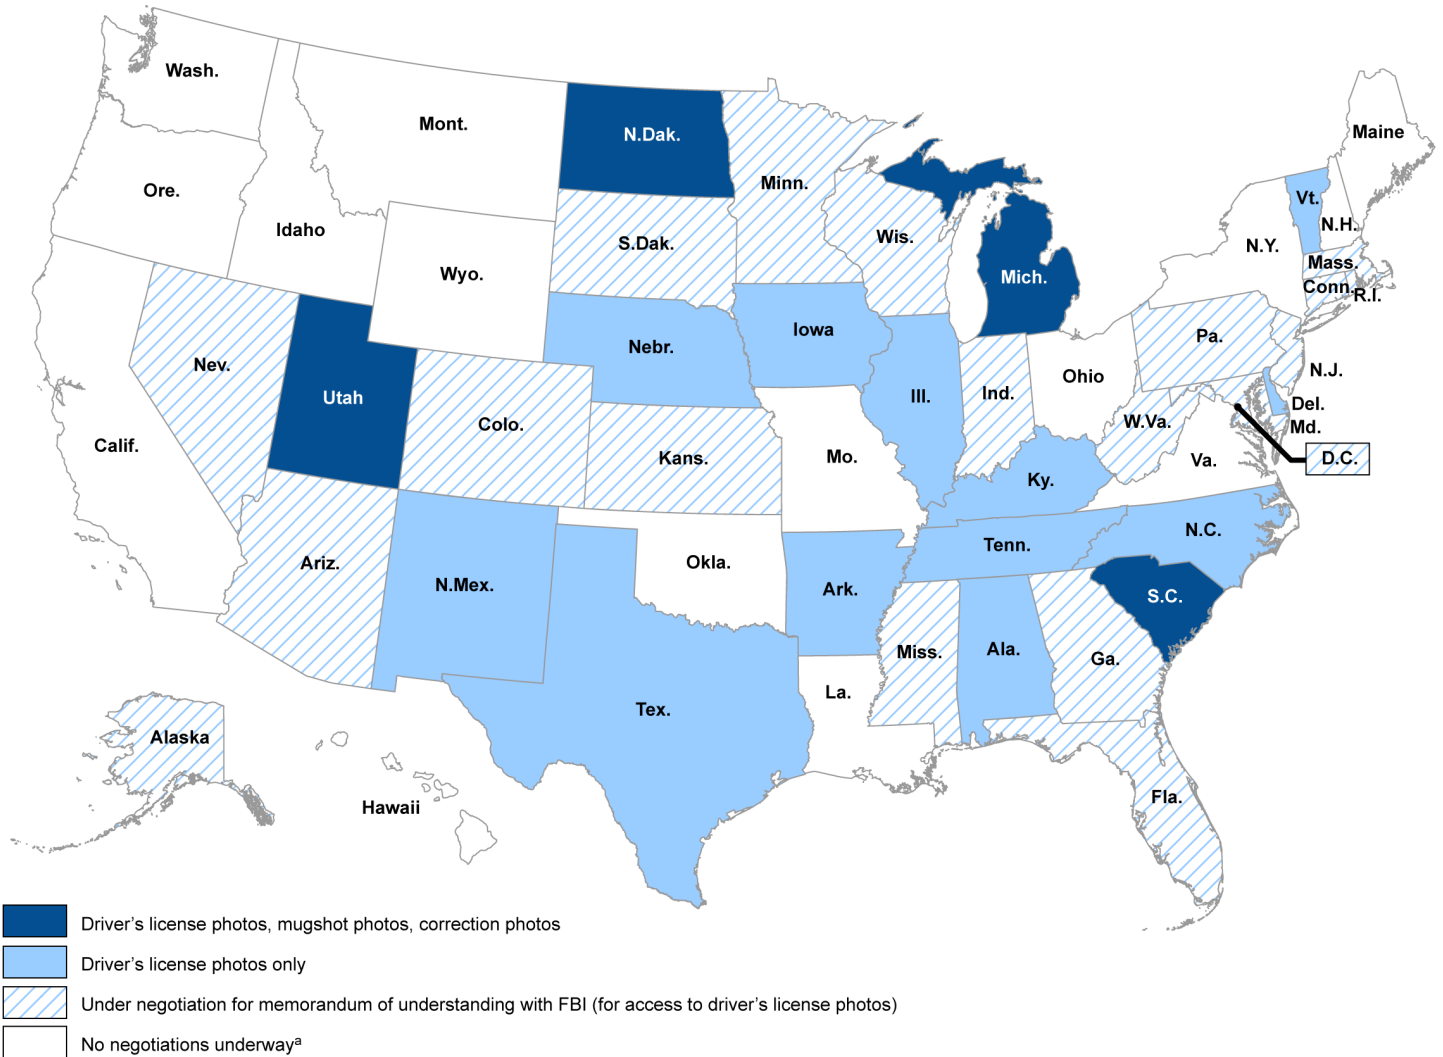 Wash.
Maine
Mont.
N.Dak.
Minn.
Ore.
Vt.
N.H.
Idaho
S.Dak.
Wis.
N.Y.
Mass.
Wyo.
Mich.
Conn.
R.I.
Iowa
Pa.
Nebr.
Nev.
N.J.
Ohio
Utah
Ill.
Ind.
Del.
Colo.
W.Va.
Md.
Calif.
Kans.
Mo.
Va.
D.C.
Ky.
N.C.
Tenn.
Ariz.
Okla.
N.Mex.
Ark.
S.C.
Miss.
Ala.
Ga.
La.
Tex.
Alaska
Fla.
Hawaii
Driver’s license photos, mugshot photos, correction photos
Driver’s license photos only
Under negotiation for memorandum of understanding with FBI (for access to driver’s license photos)
No negotiations underwayᵃ